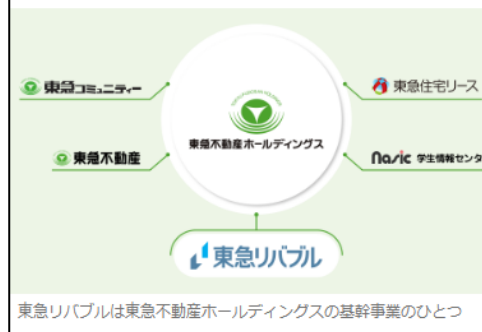 東急コミュニティー
東急住宅リース
東急不動産ホールディングス
東急不動産
Nasic 学生情報センタ
東急リバブル
東急リバブルは東急不動産ホールディングスの基幹事業のひとつ